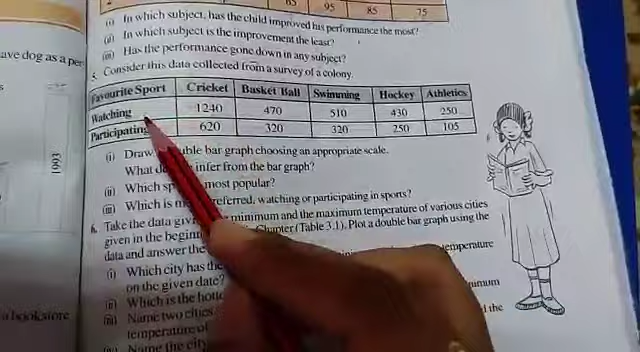 65 95 85 75
(i) In which subject, has the child improved his performance the most?
(ii) In which subject is the improvement the least?
(iii) Has the performance gone down in any subject?
5. Consider this data collected from a survey of a colony.
Favourite Sport Cricket Basket Ball Swimming Hockey Athletics
Watching 1240 470 510 430 250
Participating 620 320 320 250 105
(i) Draw uble bar graph choosing an appropriate scale.
What do infer from the bar graph?
(ii) Which sp most popular?
(iii) Which is m referred, watching or participating in sports?
6. Take the data giv minimum and the maximum temperature of various cities
given in the beginn Chapter (Table 3.1). Plot a double bar graph using the
data and answer the
(i) Which city has the temperature
on the given date?
(ii) Which is the hotte
(iii) Name two cities the
temperature of
Name the city
ave dog as a pet
1993
a bookstore